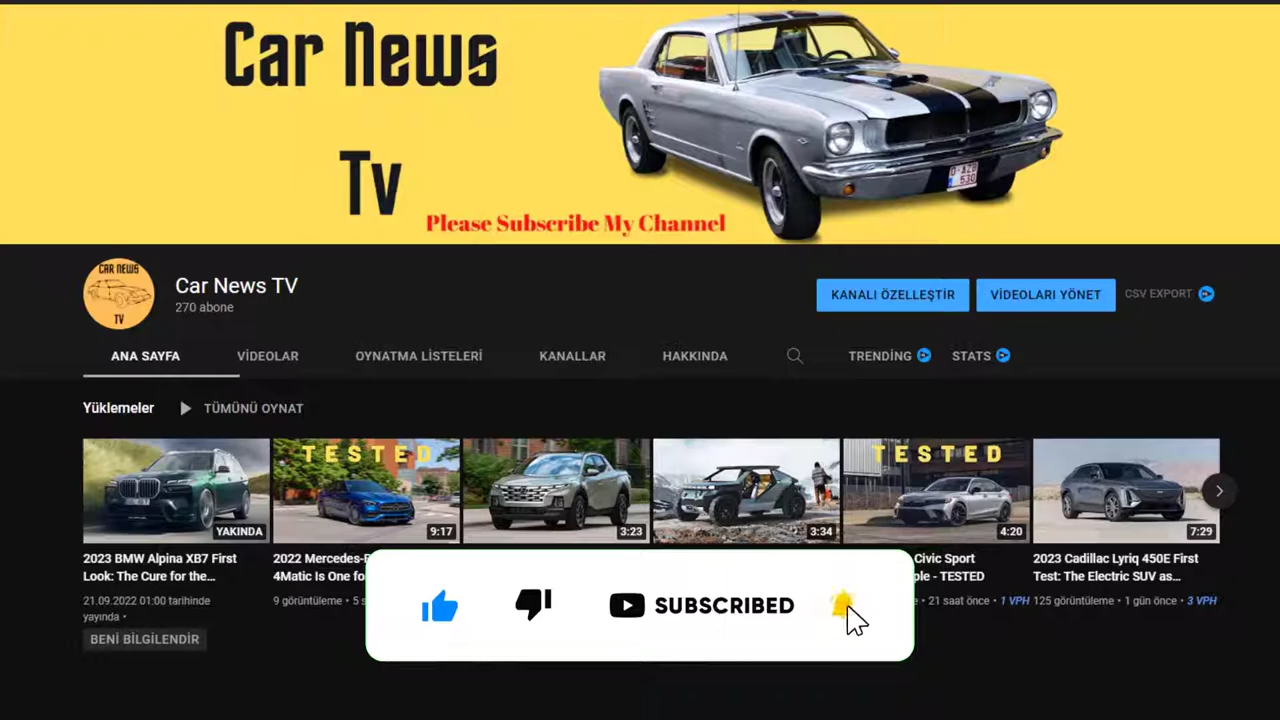 Car News
Tv
Please Subscribe My Channel
CAR NEWS
TV
Car News TV
270 abone
KANALI ÖZELLEŞTİR
VİDEOLARI YÖNET
CSV EXPORT
ANA SAYFA
VİDEOLAR
OYNATMA LİSTELERİ
KANALLAR
HAKKINDA
TRENDİNG
STATS
Yüklemeler
TÜMÜNÜ OYNAT
TESTED
TESTED
YAKINDA
9:17
3:23
3:34
4:20
7:29
2023 BMW Alpina XB7 First
Look: The Cure for the...
21.09.2022 01:00 tarihinde
yayında •
BENİ BİLGİLENDİR
2022 Mercedes-
4Matic Is One fo
9 görüntüleme • 5 s
Civic Sport
le - TESTED
• 21 saat önce • 1 VPH
2023 Cadillac Lyriq 450E First
Test: The Electric SUV as...
125 görüntüleme • 1 gün önce • 3 VPH
SUBSCRIBED